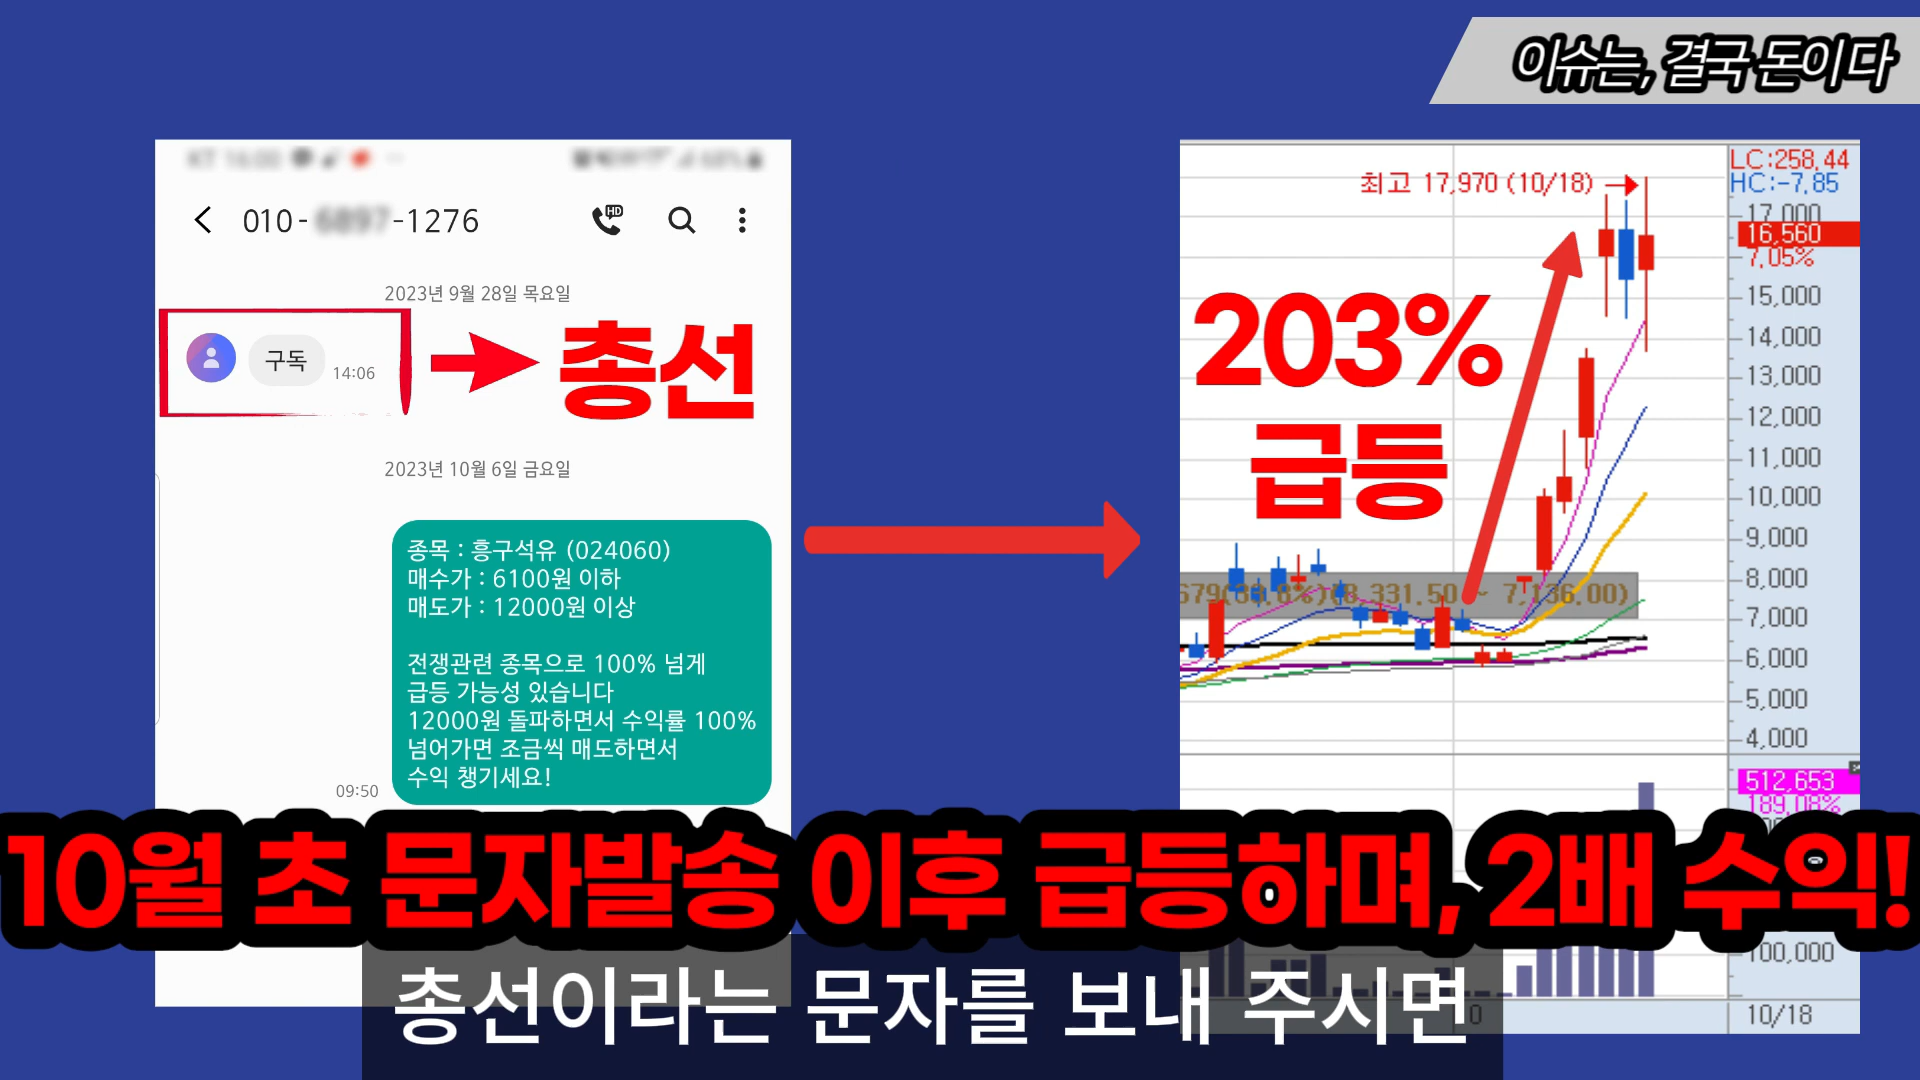 이슈는, 결국 돈이다
010- -1276
2023년 9월 28일 목요일
구독
14:06
총선
2023년 10월 6일 금요일
종목 : 흥구석유 (024060)
매수가 : 6100원 이하
매도가 : 12000원 이상
전쟁관련 종목으로 100% 넘게
급등 가능성 있습니다
12000원 돌파하면서 수익률 100%
넘어가면 조금씩 매도하면서
수익 챙기세요!
09:50
최고 17,970 (10/18)
203%
급등
679(33.6%)(8,331.50 ~ 7,136.00)
LC:258.44
HC:-7.85
17,000
16,560
7.05%
15,000
14,000
13,000
12,000
11,000
10,000
9,000
8,000
7,000
6,000
5,000
4,000
512,653
189.08%
100,000
10/18
10월 초 문자발송 이후 급등하며, 2배 수익!
총선이라는 문자를 보내 주시면